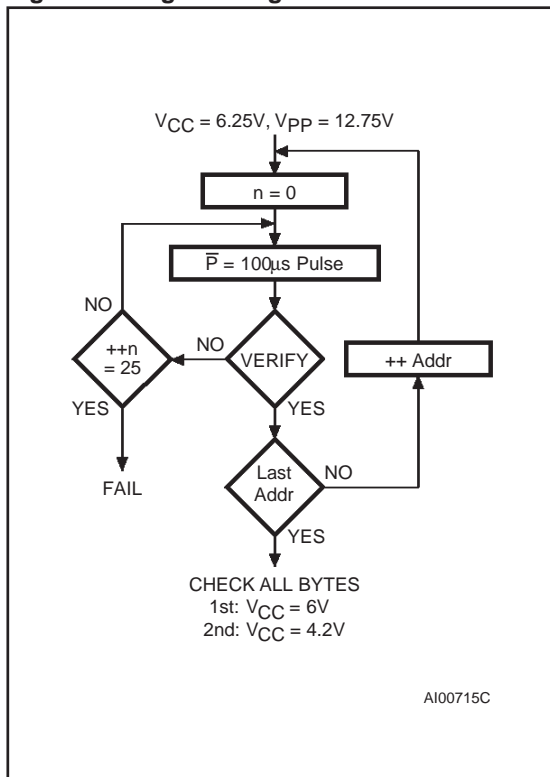 VCC = 6.25V, VPP = 12.75V
n = 0
P̅ = 100μs Pulse
NO
++n
= 25
NO
VERIFY
++ Addr
YES
YES
FAIL
Last
Addr
NO
YES
CHECK ALL BYTES
1st: VCC = 6V
2nd: VCC = 4.2V
AI00715C